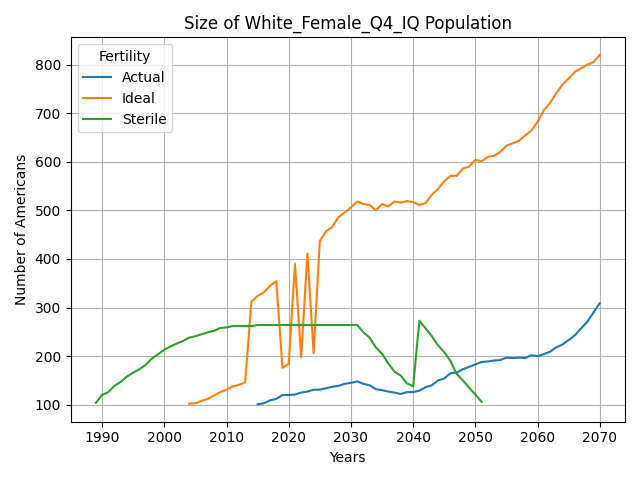 Size of White_Female_Q4_IQ Population
Fertility
Actual
Ideal
Sterile
Number of Americans
800
700
600
500
400
300
200
100
1990 2000 2010 2020 2030 2040 2050 2060 2070
Years